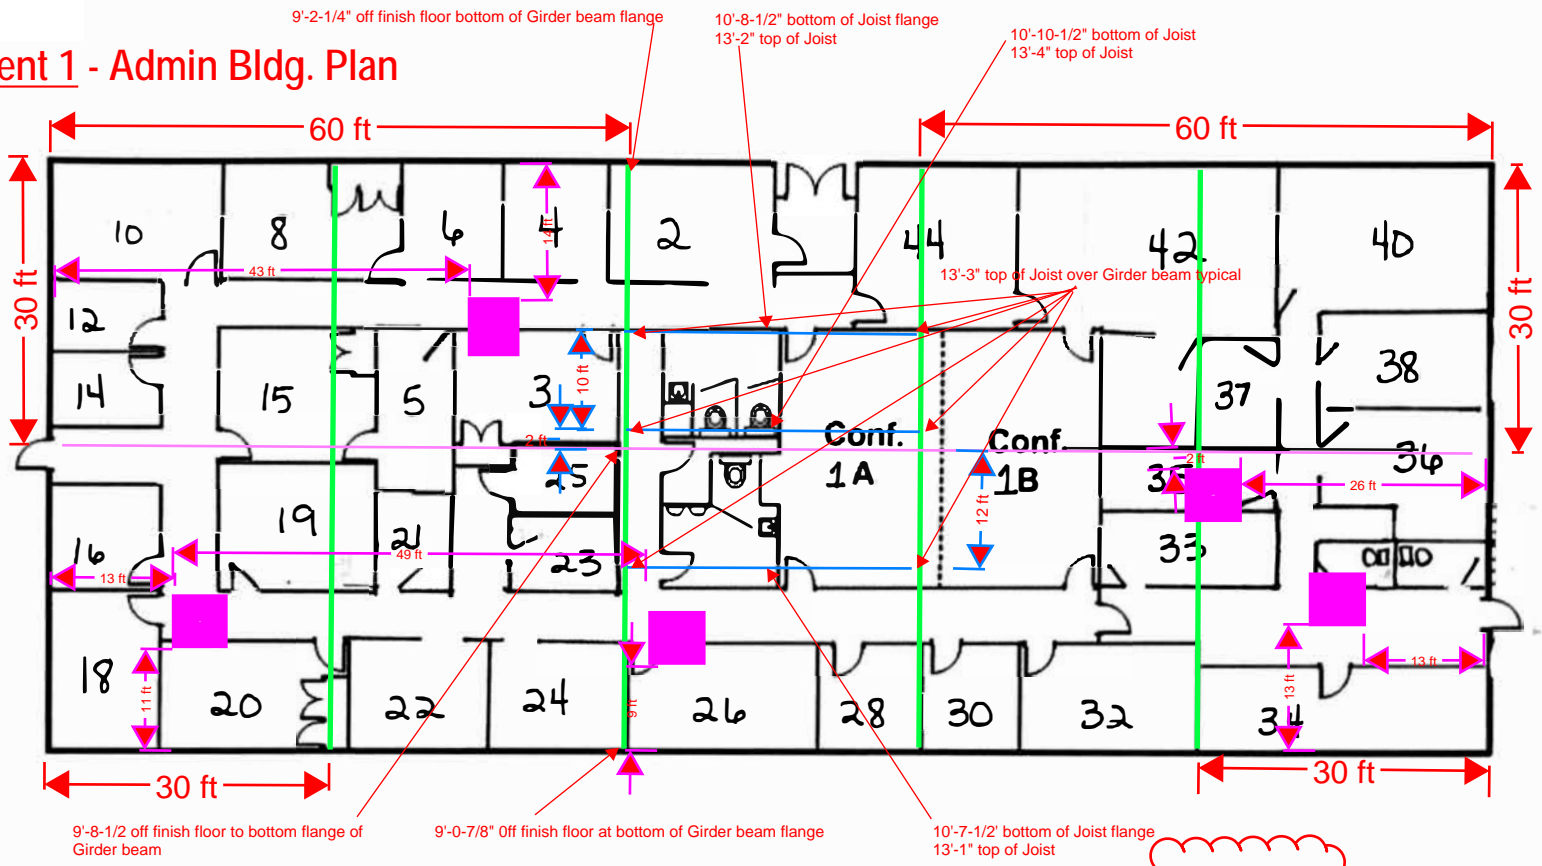 9'-2-1/4" off finish floor bottom of Girder beam flange
10'-8-1/2" bottom of Joist flange
13'-2" top of Joist
10'-10-1/2" bottom of Joist
13'-4" top of Joist
ent 1 - Admin Bldg. Plan
60 ft
60 ft
10
8
6
4
14 ft
2
44
42
40
43 ft
13'-3" top of Joist over Girder beam typical
30 ft
30 ft
12
14
15
5
3
10 ft
37
38
2 ft
Conf.
1A
Conf.
1B
2 ft
36
25
35
26 ft
12 ft
19
21
16
49 ft
23
33
13 ft
18
11 ft
20
22
24
9 ft
26
28
30
32
13 ft
34
13 ft
30 ft
30 ft
9'-8-1/2 off finish floor to bottom flange of
Girder beam
9'-0-7/8" 0ff finish floor at bottom of Girder beam flange
10'-7-1/2' bottom of Joist flange
13'-1" top of Joist